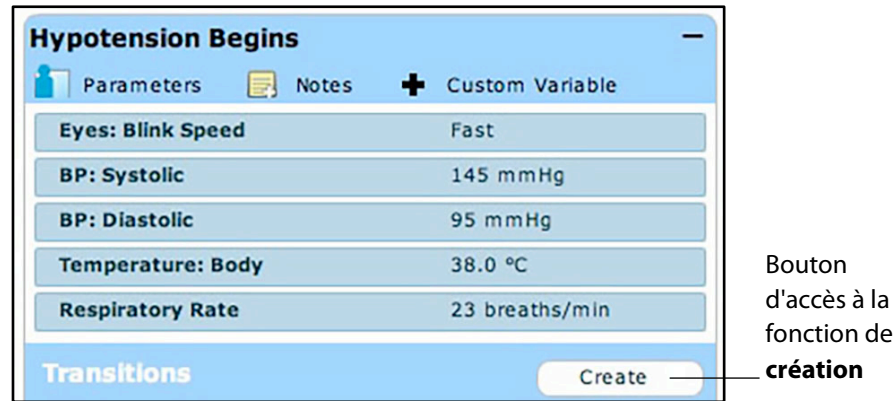 Hypotension Begins
Parameters Notes Custom Variable
Eyes: Blink Speed Fast
BP: Systolic 145 mmHg
BP: Diastolic 95 mmHg
Temperature: Body 38.0 ºC
Respiratory Rate 23 breaths/min
Transitions Create
Bouton
d'accès à la
fonction de
création